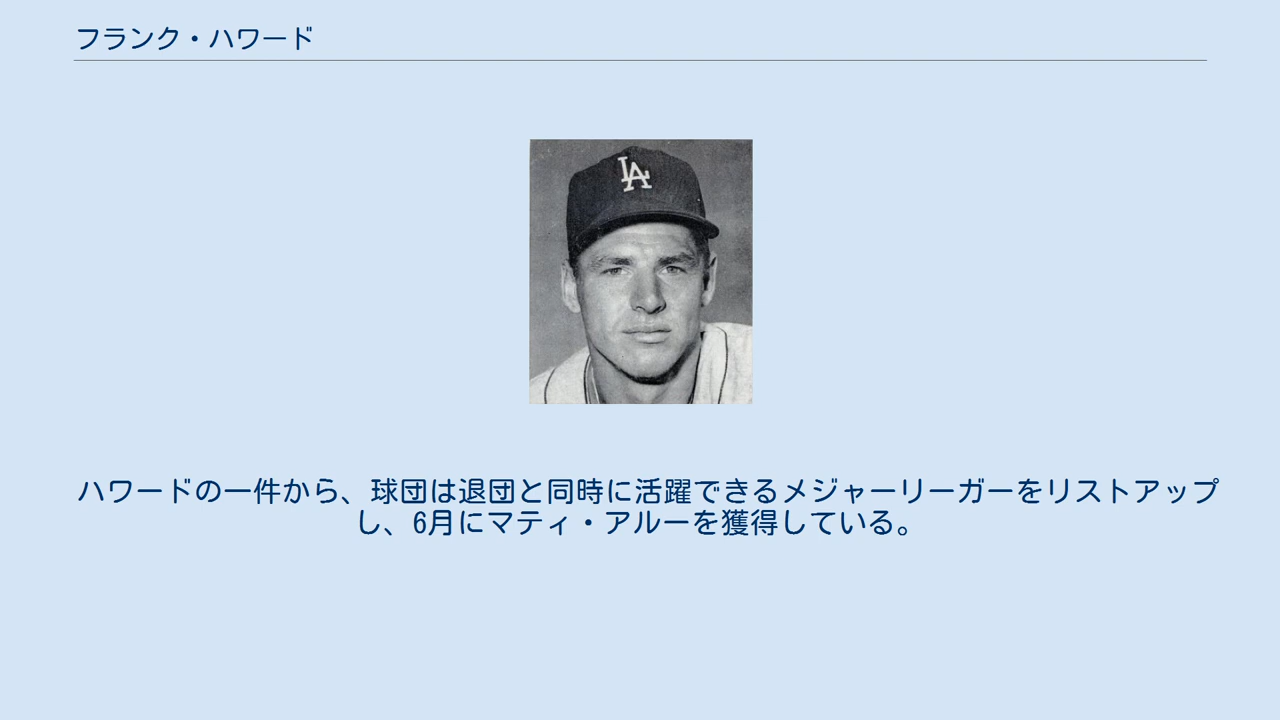 フランク・ハワード
LA
ハワードの一件から、球団は退団と同時に活躍できるメジャーリーガーをリストアップ
し、6月にマティ・アルーを獲得している。